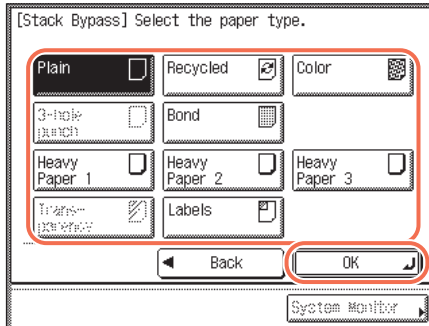 [Stack Bypass] Select the paper type.
Plain
Recycled
Color
3-hole
punch
Bond
Heavy
Paper 1
Heavy
Paper 2
Heavy
Paper 3
Trans-
parency
Labels
Back
OK
System Monitor